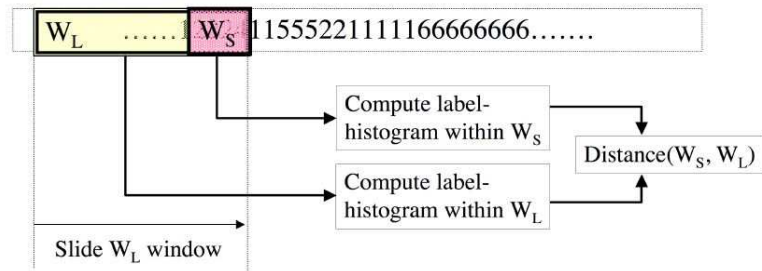 W_L ......1 W_S 11555221111166666666.......
Compute label-
histogram within W_S
Distance(W_S, W_L)
Compute label-
histogram within W_L
Slide W_L window